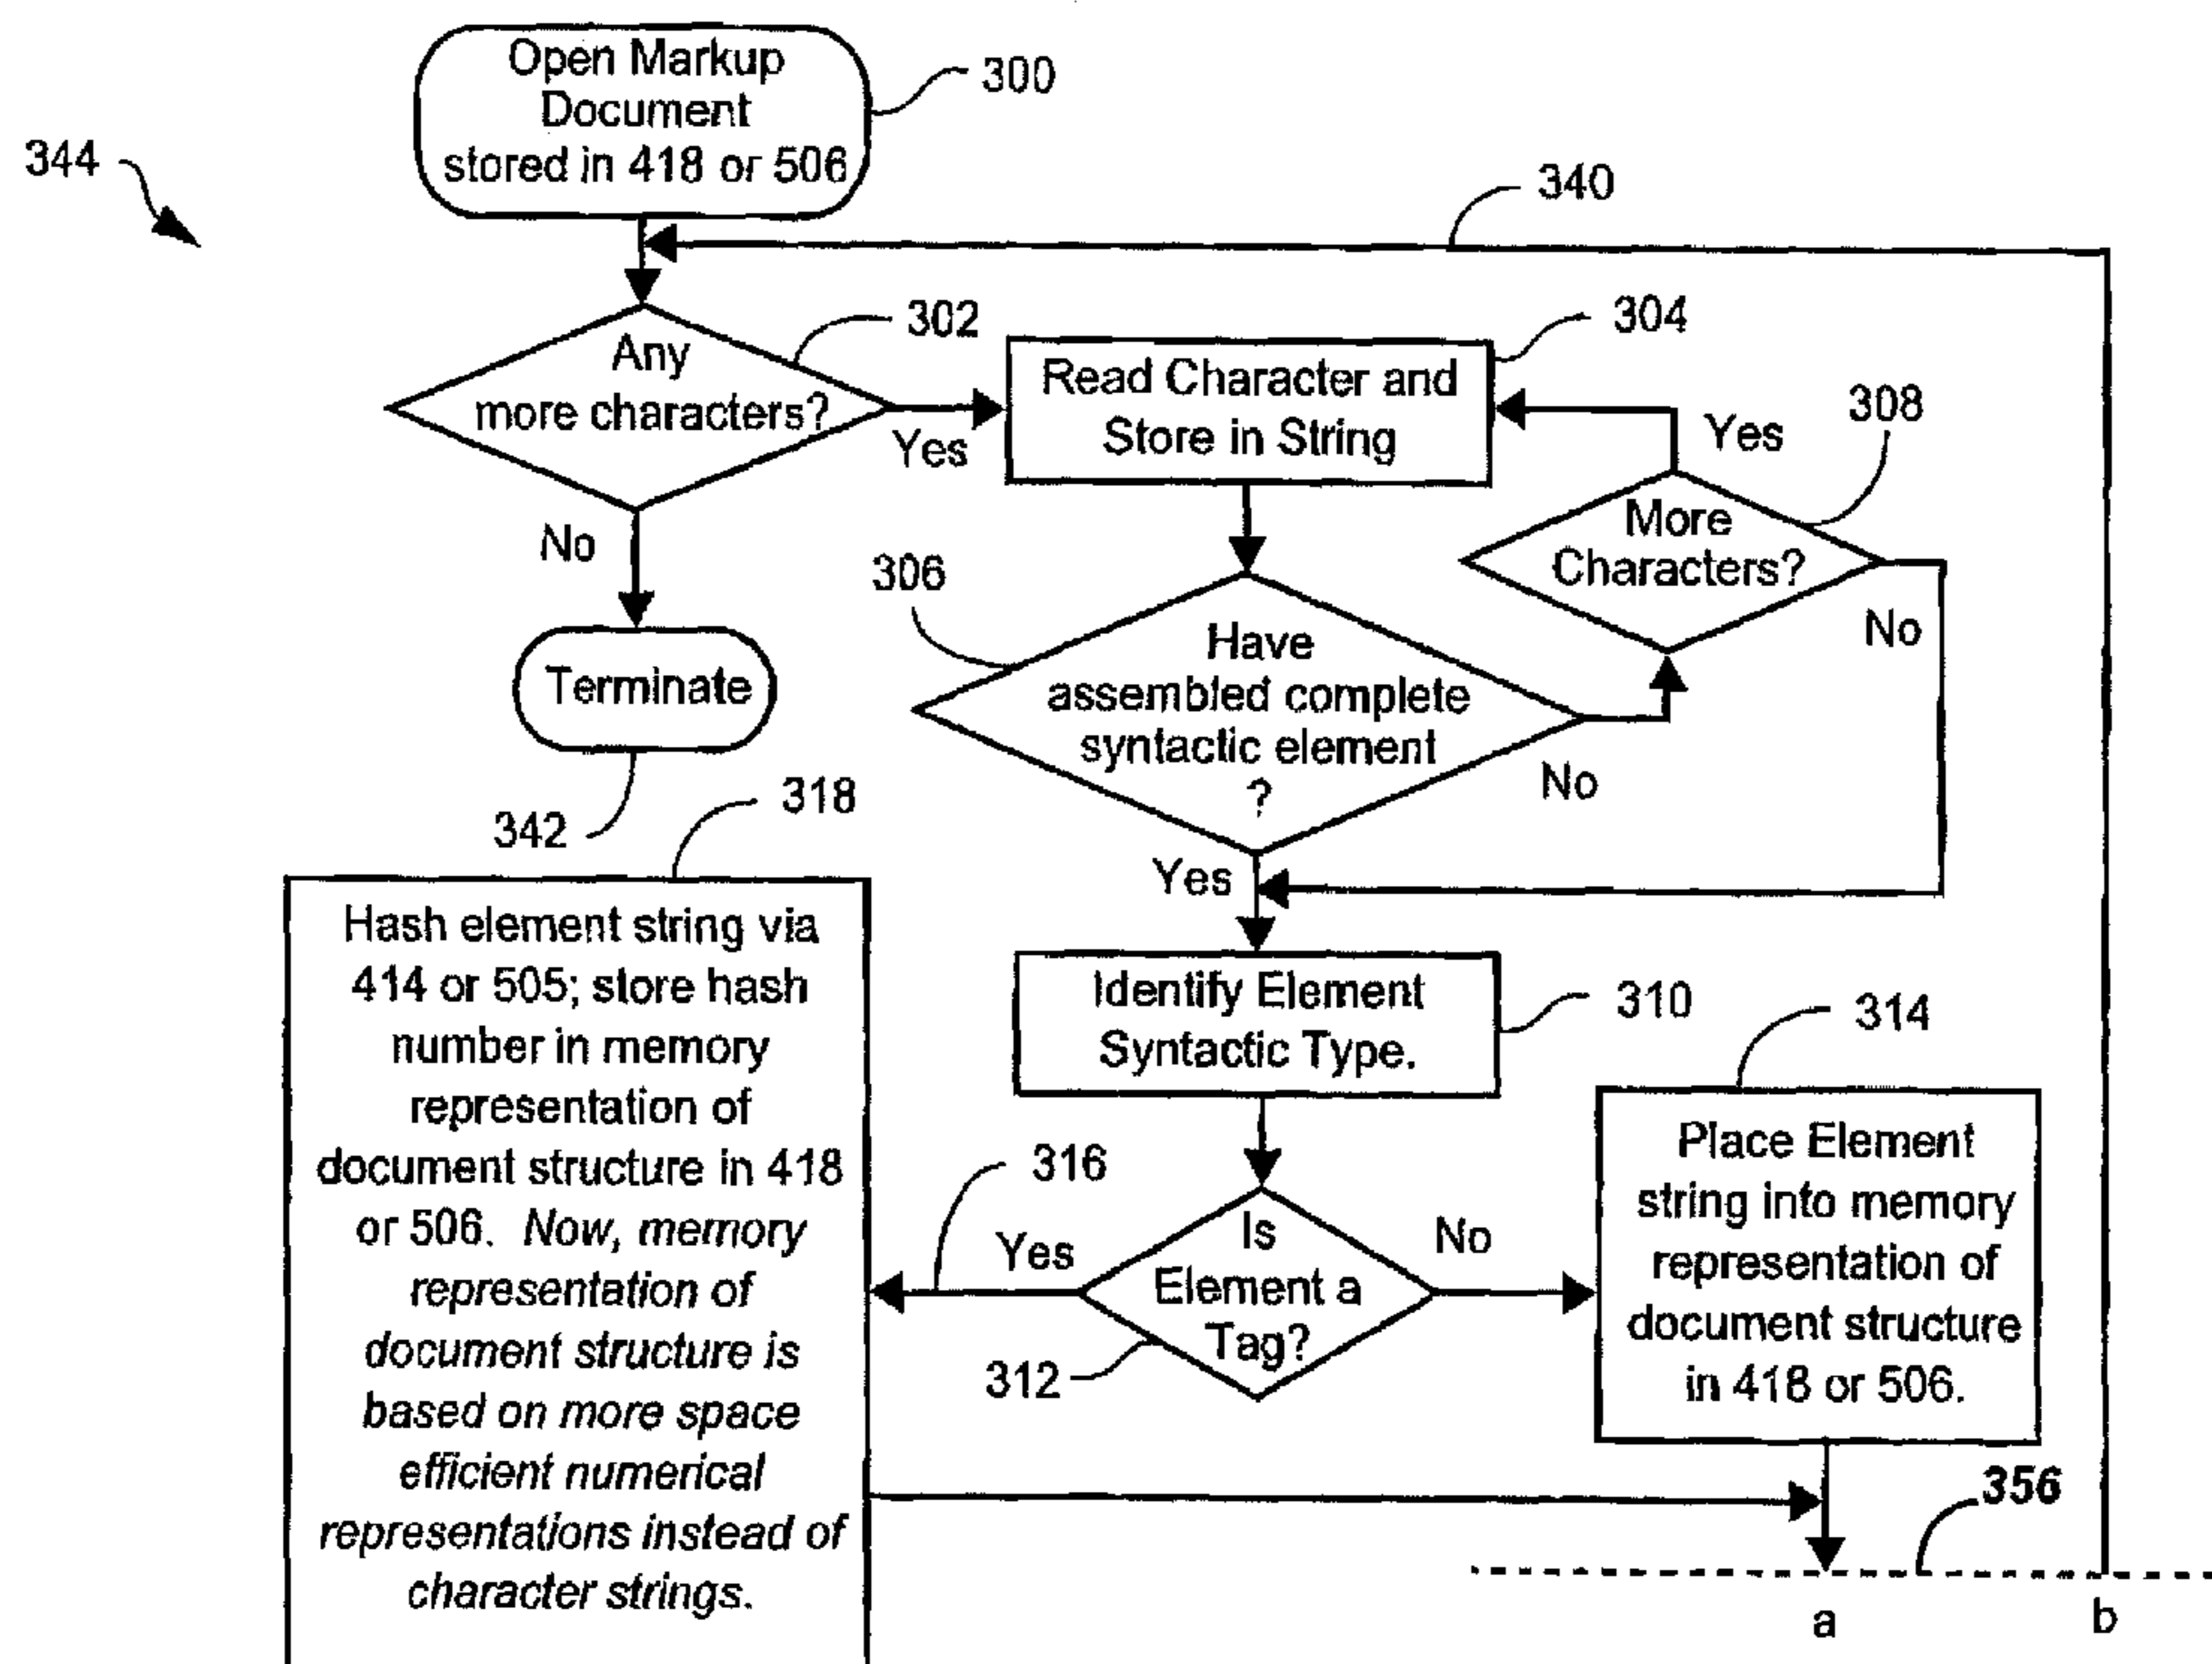 Open Markup
Document
stored in 418 or 506
300
344
340
Any
more characters?
302
Yes
No
Read Character and
Store in String
304
308
Yes
More
Characters?
No
306
Have
assembled complete
syntactic element
?
No
Yes
Terminate
342
318
Hash element string via
414 or 505; store hash
number in memory
representation of
document structure in 418
or 506. Now, memory
representation of
document structure is
based on more space
efficient numerical
representations instead of
character strings.
Identify Element
Syntactic Type.
310
314
316
Yes
Is
Element a
Tag?
No
312
Place Element
string into memory
representation of
document structure
in 418 or 506.
356
a
b